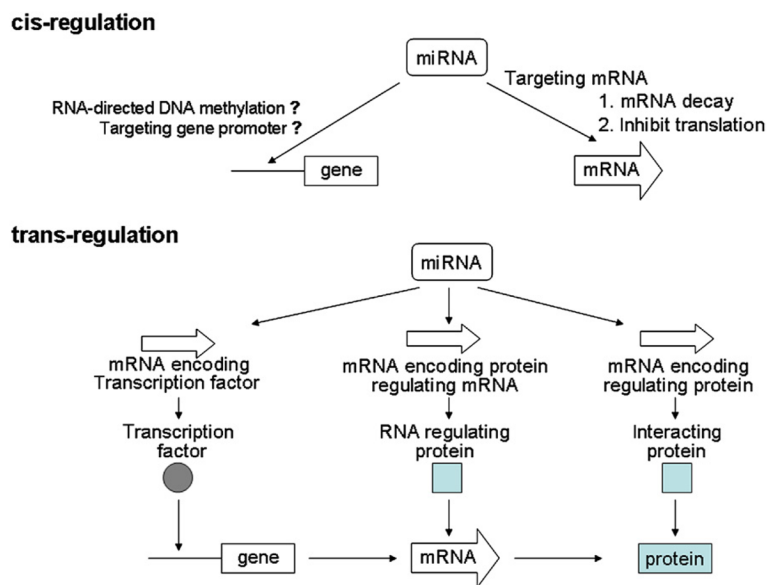 cis-regulation
miRNA
RNA-directed DNA methylation ?
Targeting gene promoter ?
Targeting mRNA
1. mRNA decay
2. Inhibit translation
gene
mRNA
trans-regulation
miRNA
mRNA encoding
Transcription factor
mRNA encoding protein
regulating mRNA
mRNA encoding
regulating protein
Transcription
factor
RNA regulating
protein
Interacting
protein
gene
mRNA
protein